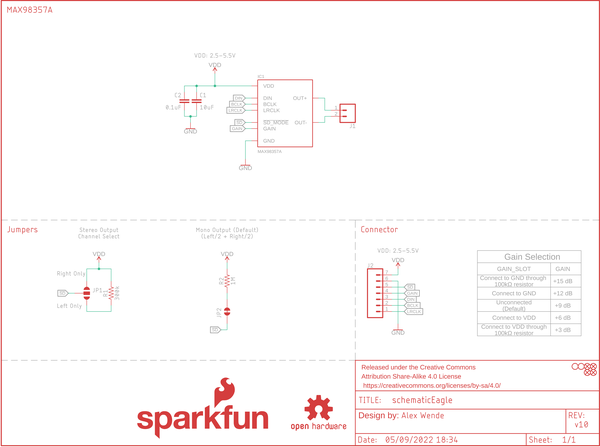 MAX98357A
VDD: 2.5-5.5V
VDD
IC1
C2
C1
0.1uF
10uF
GND
VDD
DIN
DIN
BCLK
BCLK
LRCLK
LRCLK
SD
SD_MODE
GAIN
GAIN
GND
OUT+
OUT-
MAX98357A
J1
GND
Jumpers
Stereo Output
Channel Select
VDD
Right Only
SD
JP1
R1
Left Only
Mono Output (Default)
(Left/2 + Right/2)
VDD
R2
1M
JP2
SD
Connector
VDD: 2.5-5.5V
VDD
J2
SD
GAIN
DIN
BCLK
LRCLK
GND
Gain Selection
GAIN_SLOT GAIN
Connect to GND through
100kΩ resistor
+15 dB
Connect to GND +12 dB
Unconnected
(Default)
+9 dB
Connect to VDD +6 dB
Connect to VDD through
100kΩ resistor
+3 dB
sparkfun
open hardware
Released under the Creative Commons
Attribution Share-Alike 4.0 License
https://creativecommons.org/licenses/by-sa/4.0/
TITLE: schematicEagle
Design by: Alex Wende
REV:
v10
Date: 05/09/2022 18:34
Sheet: 1/1